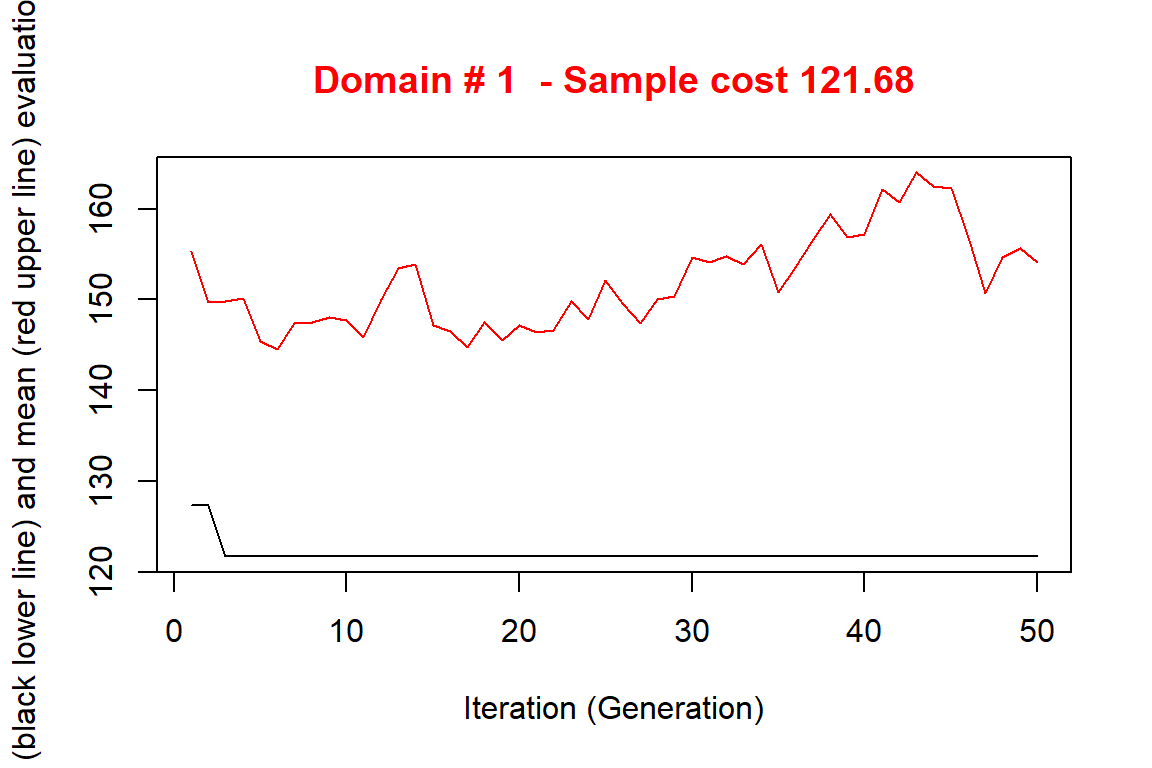 Domain # 1  - Sample cost 121.68
(black lower line) and mean (red upper line) evaluatio
160
150
140
130
120
0 10 20 30 40 50
Iteration (Generation)